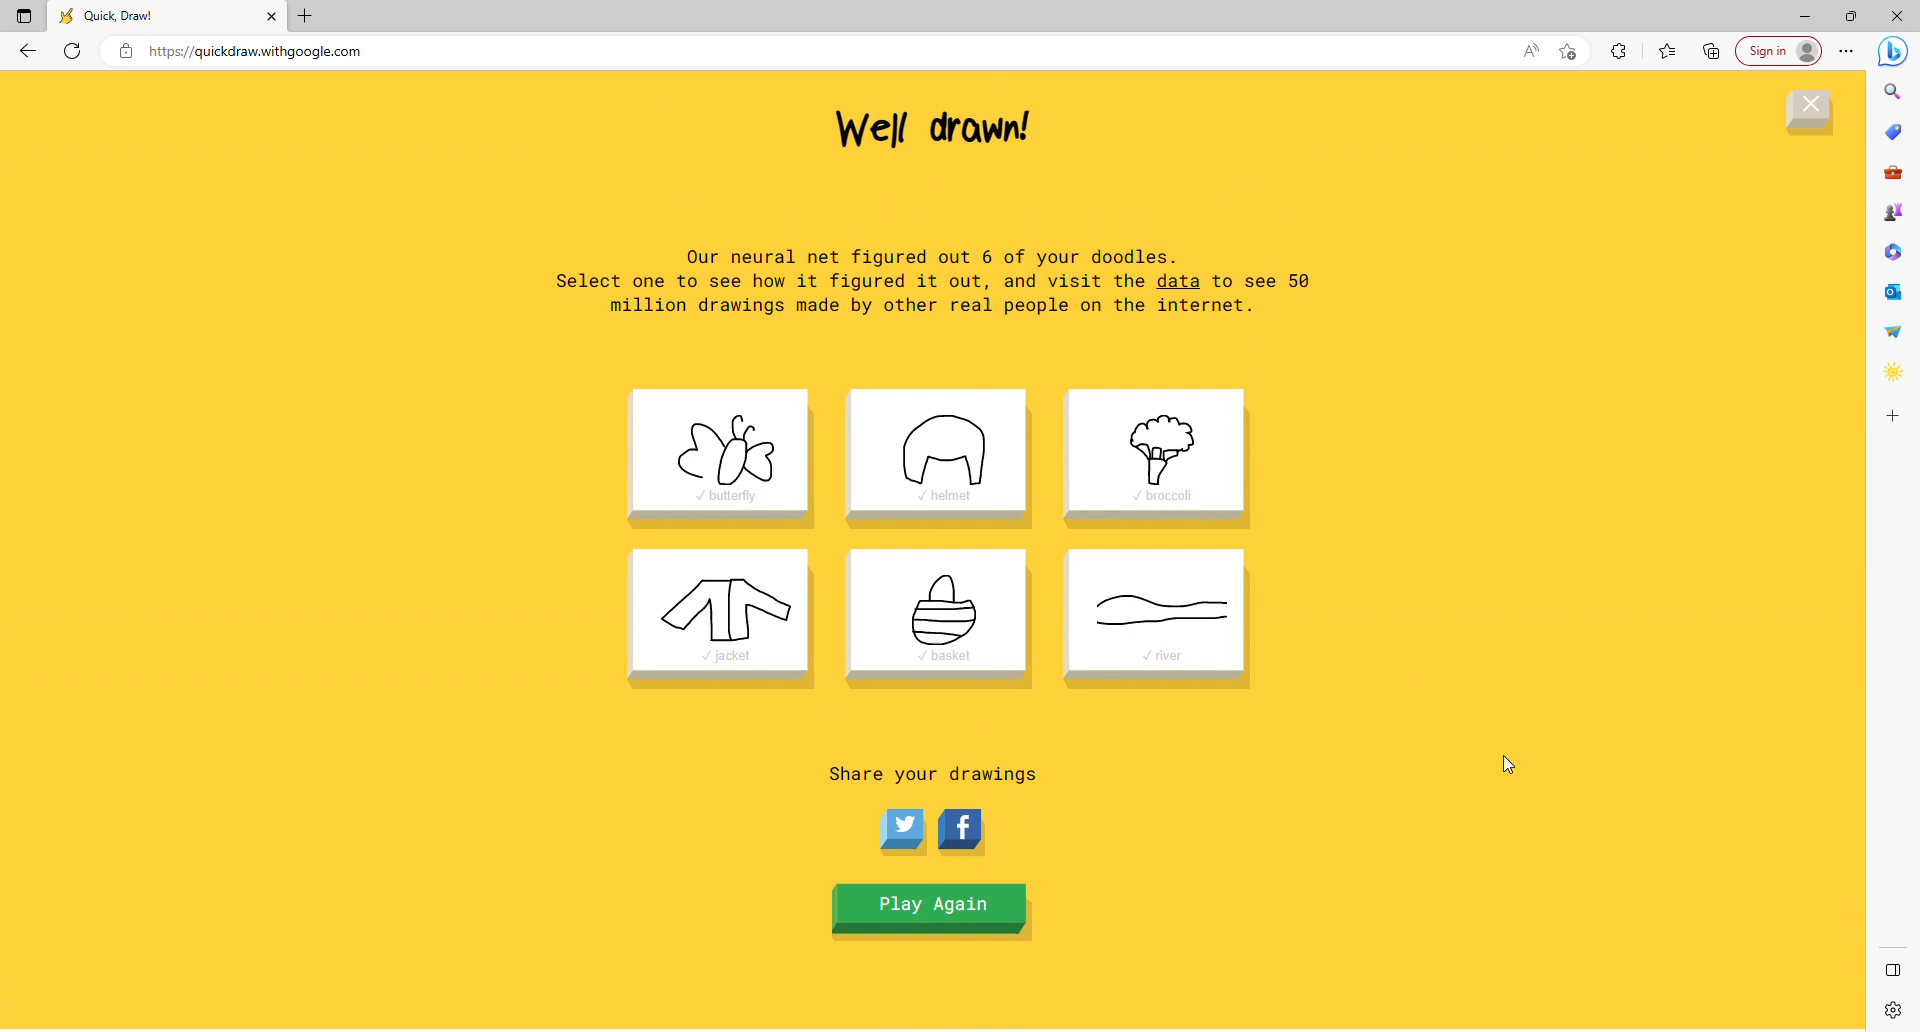 Quick, Draw!
https://quickdraw.withgoogle.com
Sign in
Well drawn!
Our neural net figured out 6 of your doodles.
Select one to see how it figured it out, and visit the data to see 50
million drawings made by other real people on the internet.
✓ butterfly
✓ helmet
✓ broccoli
✓ jacket
✓ basket
✓ river
Share your drawings
Play Again